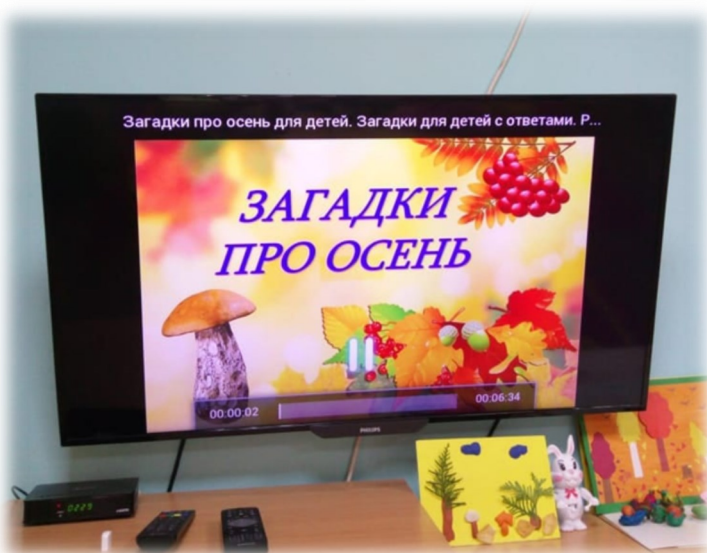 Загадки про осень для детей. Загадки для детей с ответами. Р...
ЗАГАДКИ
ПРО ОСЕНЬ
00:00:02
00:06:34
PHILIPS
0229